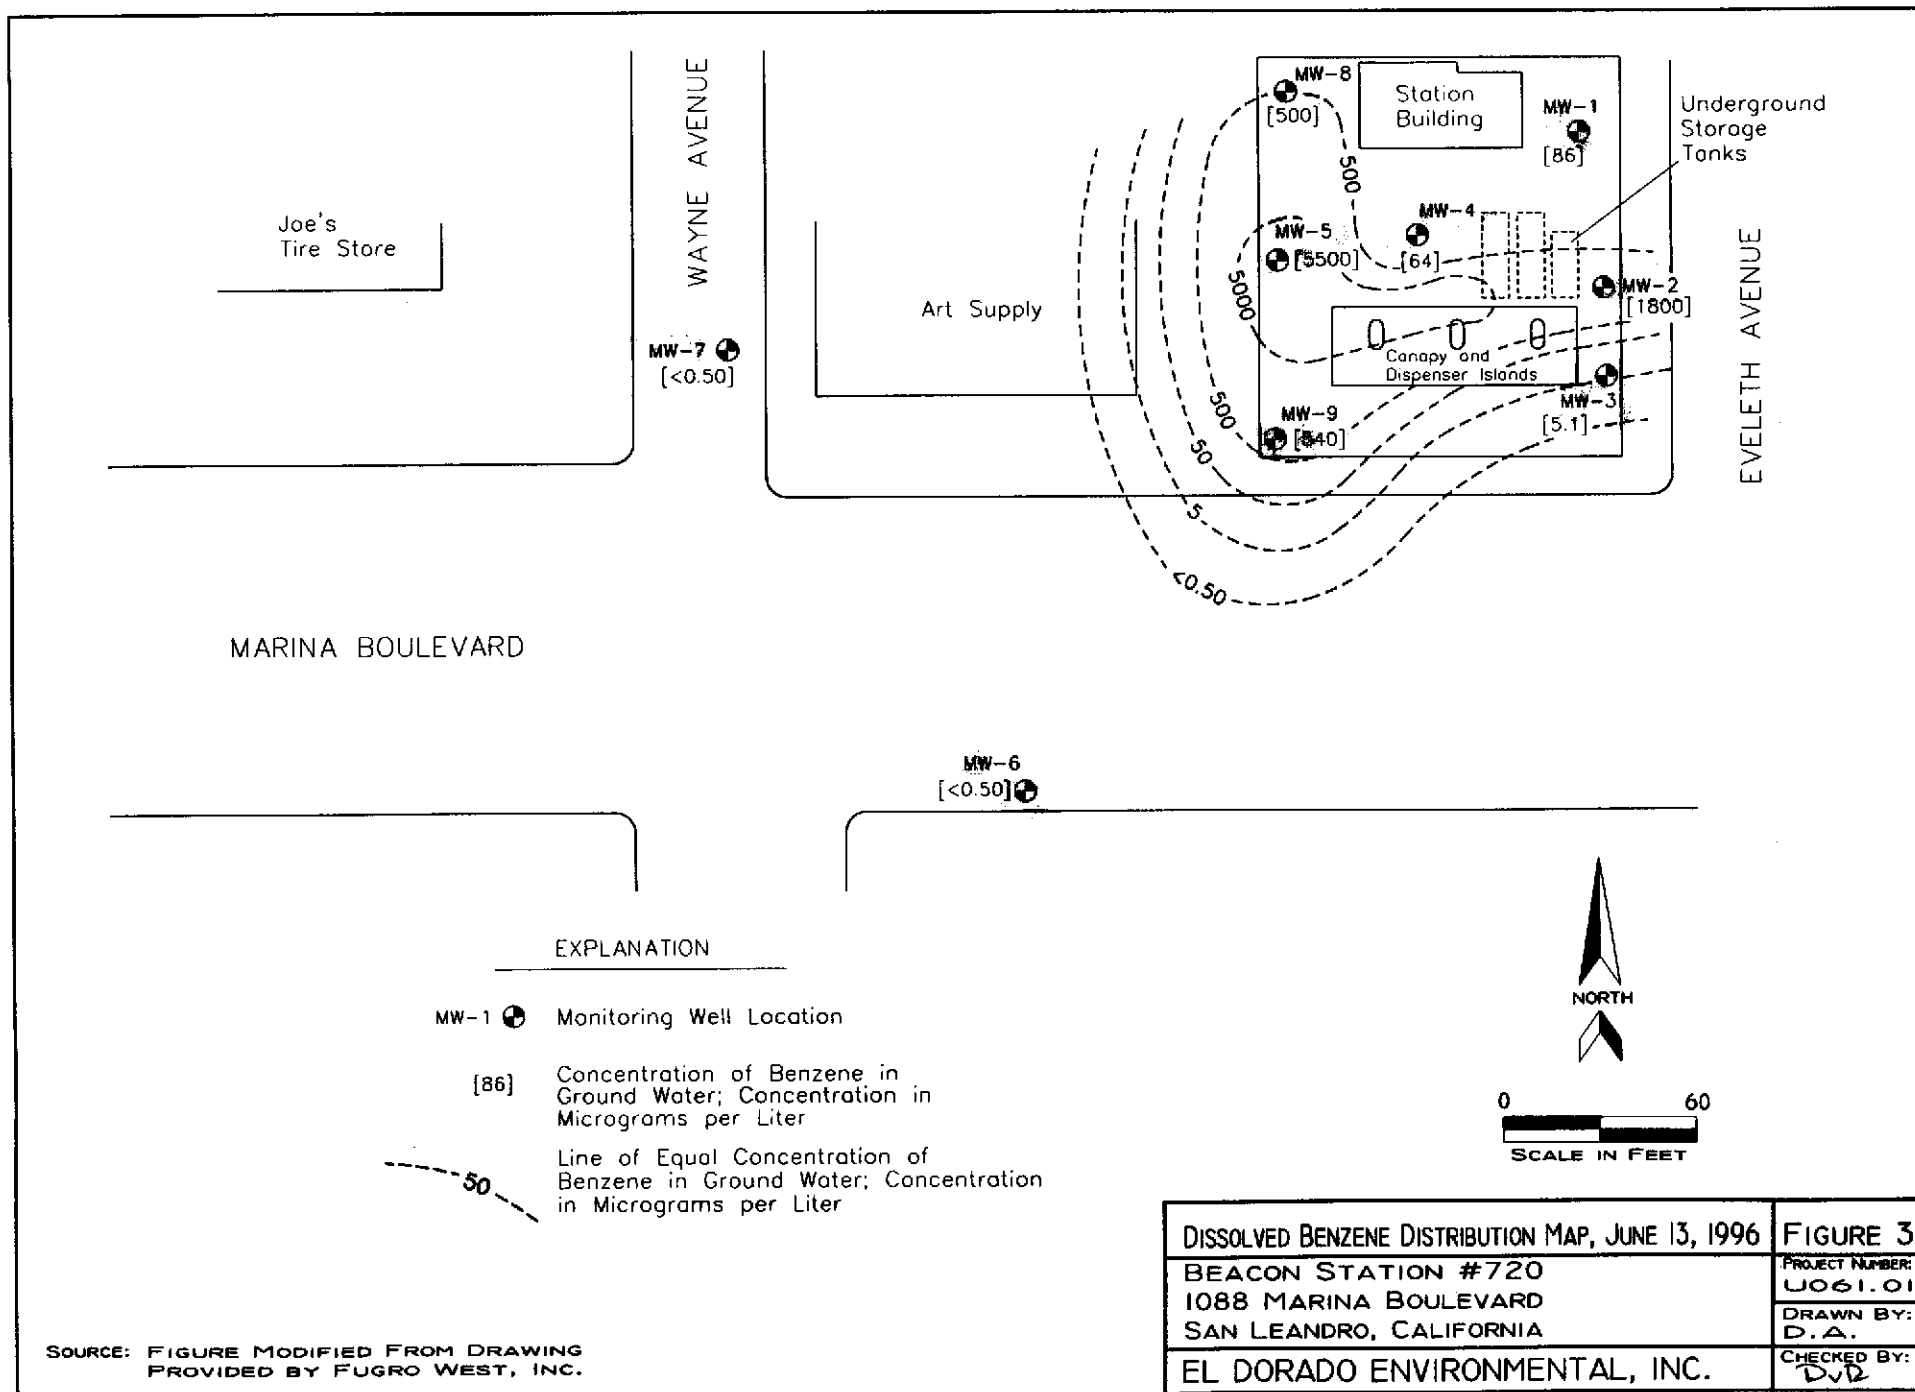 WAYNE AVENUE
MW-8
[500]
Station
Building
MW-1
[86]
Underground
Storage
Tanks
500
Joe's
Tire Store
MW-4
[64]
MW-5
[5500]
5000
MW-2
[1800]
EVELETH AVENUE
Art Supply
MW-7
[<0.50]
Canopy and
Dispenser Islands
MW-3
[5.1]
500
MW-9
[540]
50
5
<0.50
MARINA BOULEVARD
MW-6
[<0.50]
EXPLANATION
MW-1 Monitoring Well Location
[86] Concentration of Benzene in
Ground Water; Concentration in
Micrograms per Liter
50 Line of Equal Concentration of
Benzene in Ground Water; Concentration
in Micrograms per Liter
NORTH
0 60
SCALE IN FEET
DISSOLVED BENZENE DISTRIBUTION MAP, JUNE 13, 1996
FIGURE 3
BEACON STATION #720
1088 MARINA BOULEVARD
SAN LEANDRO, CALIFORNIA
PROJECT NUMBER:
U061.01
DRAWN BY:
D.A.
EL DORADO ENVIRONMENTAL, INC.
CHECKED BY:
DVR
SOURCE: FIGURE MODIFIED FROM DRAWING
PROVIDED BY FUGRO WEST, INC.